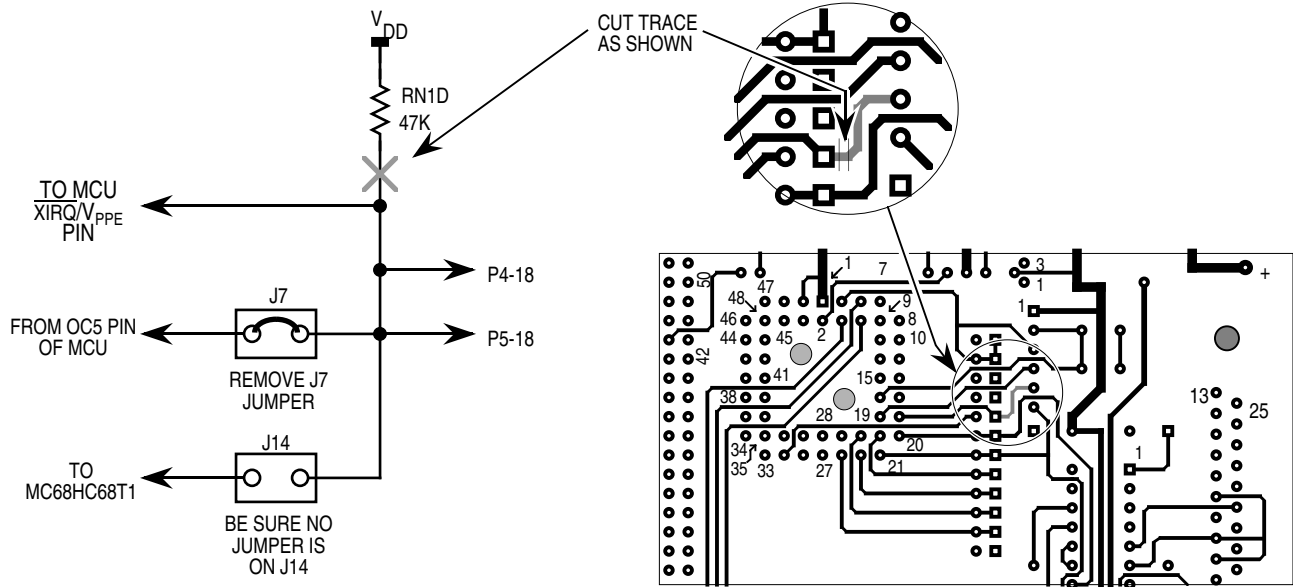 V DD
RN1D
47K
CUT TRACE
AS SHOWN
TO MCU
XIRQ/V PPE
PIN
P4-18
J7
FROM OC5 PIN
OF MCU
P5-18
REMOVE J7
JUMPER
J14
TO
MC68HC68T1
BE SURE NO
JUMPER IS
ON J14
50
47
1
7
3
1
+
48
9
1
46
45
2
8
44
10
42
41
15
38
13
25
28
19
34
20
35
33
27
21
1